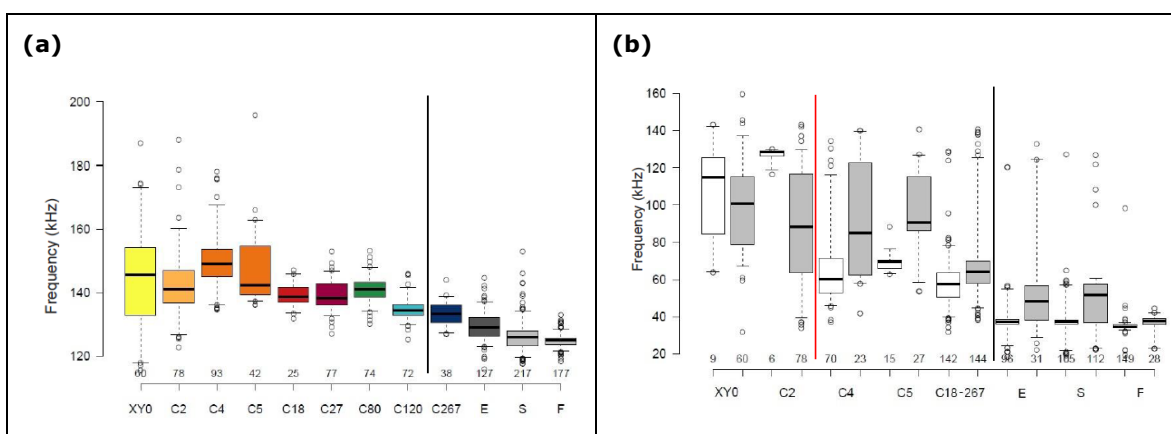 (a)
Frequency (kHz)
200
180
160
140
120
60 78 93 42 25 77 74 72 38 127 217 177
XY0 C2 C4 C5 C18 C27 C80 C120 C267 E S F
(b)
Frequency (kHz)
160
140
120
100
80
60
40
20
9 60 6 78 70 23 15 27 142 144 96 31 165 112 149 28
XY0 C2 C4 C5 C18-267 E S F